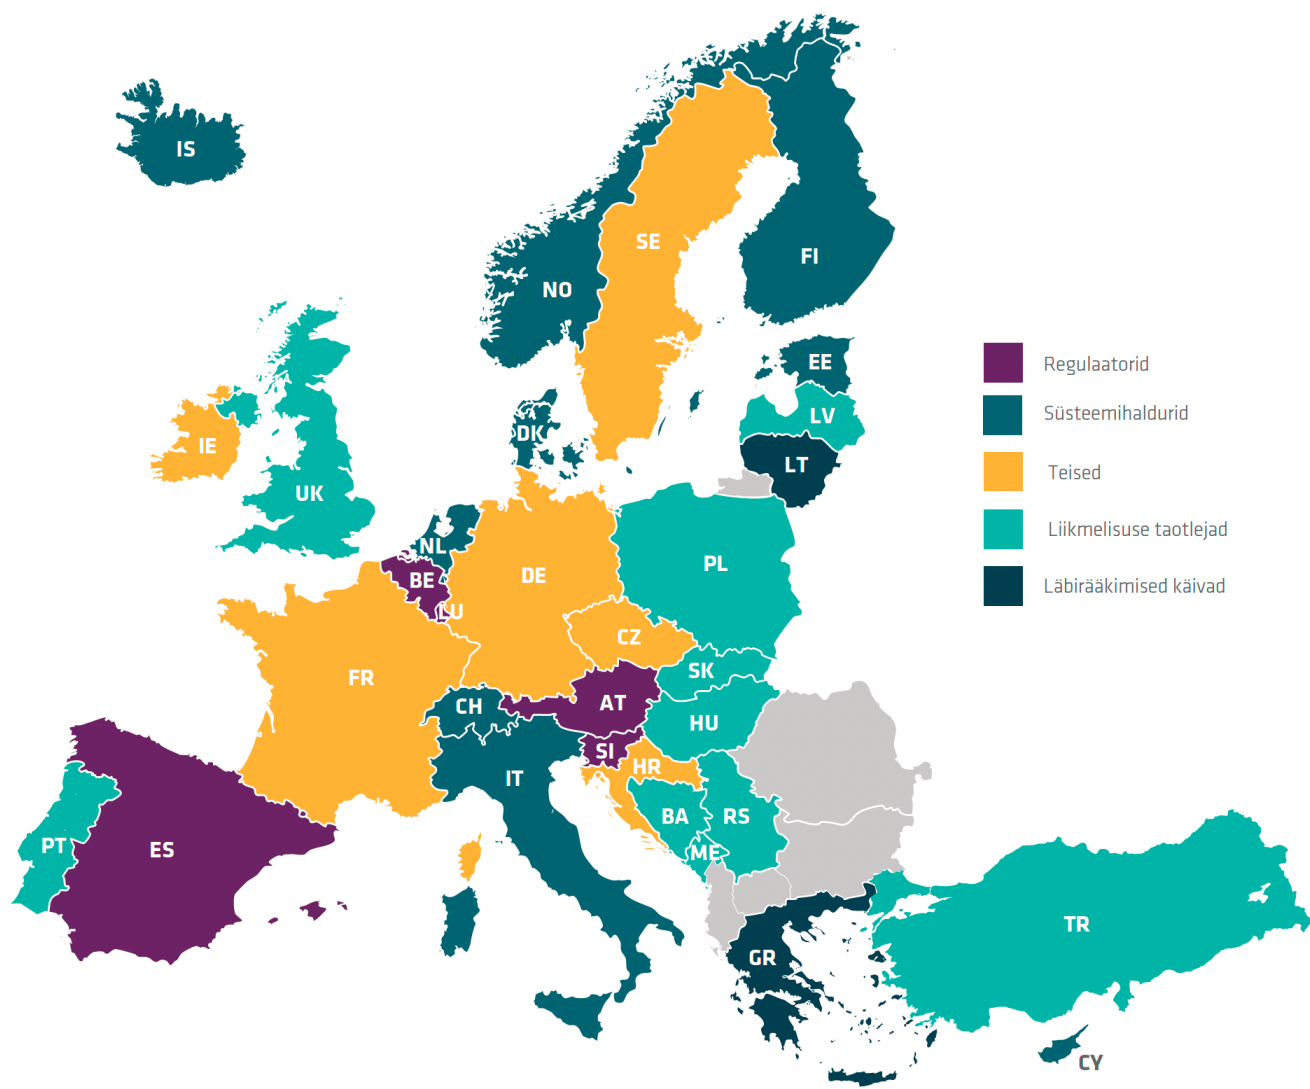 IS
SE
FI
NO
EE
Regulaatorid
LV
Süsteemihaldurid
DK
IE
LT
Teised
UK
Liikmelisuse taotlejad
NL
PL
BE
DE
Läbirääkimised käivad
LU
CZ
SK
FR
AT
CH
HU
SI
HR
IT
BA
RS
PT
ES
ME
TR
GR
CY